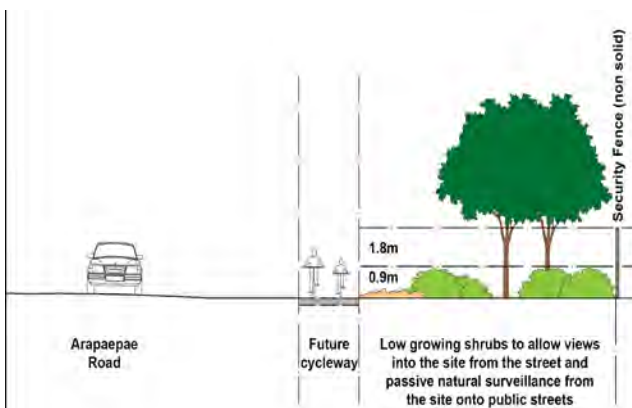 Security Fence (non solid)
1.8m
0.9m
Arapaepae
Road
Future
cycleway
Low growing shrubs to allow views
into the site from the street and
passive natural surveillance from
the site onto public streets